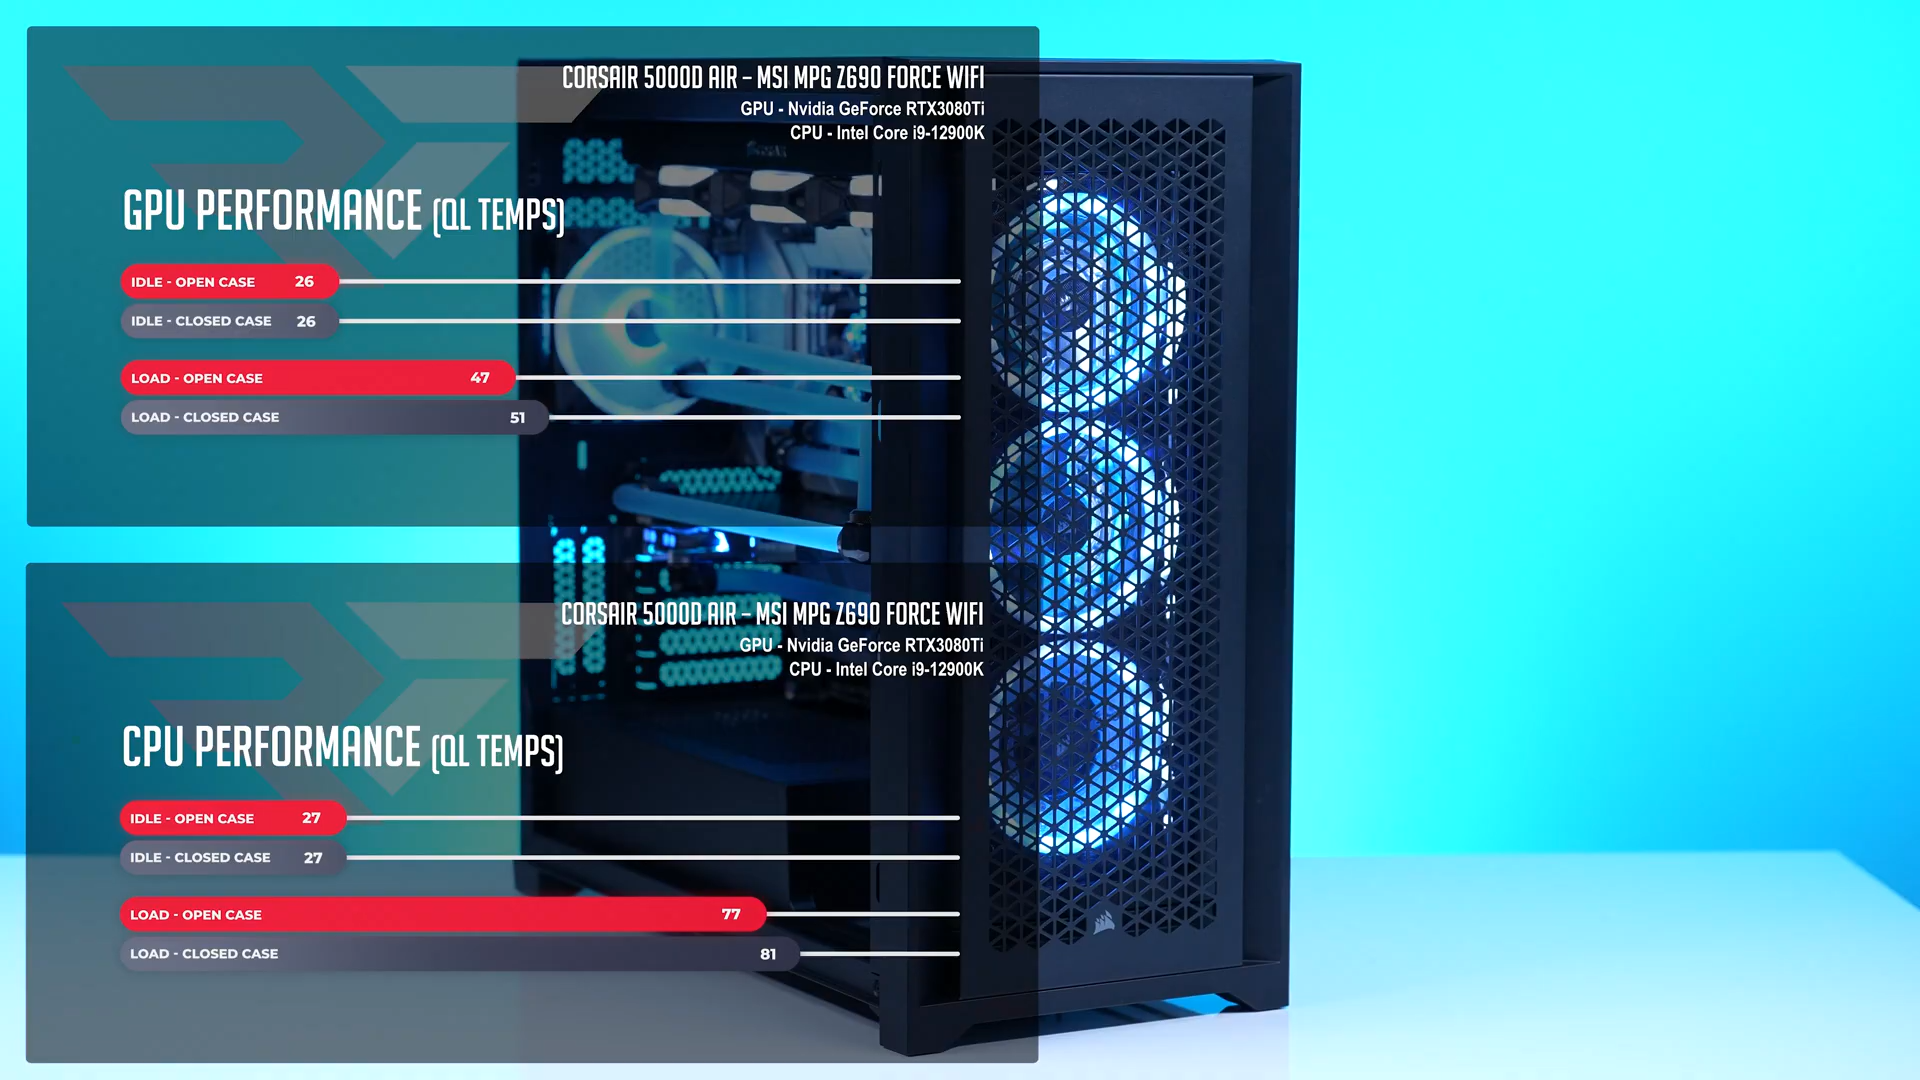 CORSAIR 5000D AIR – MSI MPG Z690 FORCE WIFI
GPU - Nvidia GeForce RTX3080Ti
CPU - Intel Core i9-12900K
GPU PERFORMANCE (QL TEMPS)
IDLE - OPEN CASE 26
IDLE - CLOSED CASE 26
LOAD - OPEN CASE 47
LOAD - CLOSED CASE 51
CORSAIR 5000D AIR – MSI MPG Z690 FORCE WIFI
GPU - Nvidia GeForce RTX3080Ti
CPU - Intel Core i9-12900K
CPU PERFORMANCE (QL TEMPS)
IDLE - OPEN CASE 27
IDLE - CLOSED CASE 27
LOAD - OPEN CASE 77
LOAD - CLOSED CASE 81